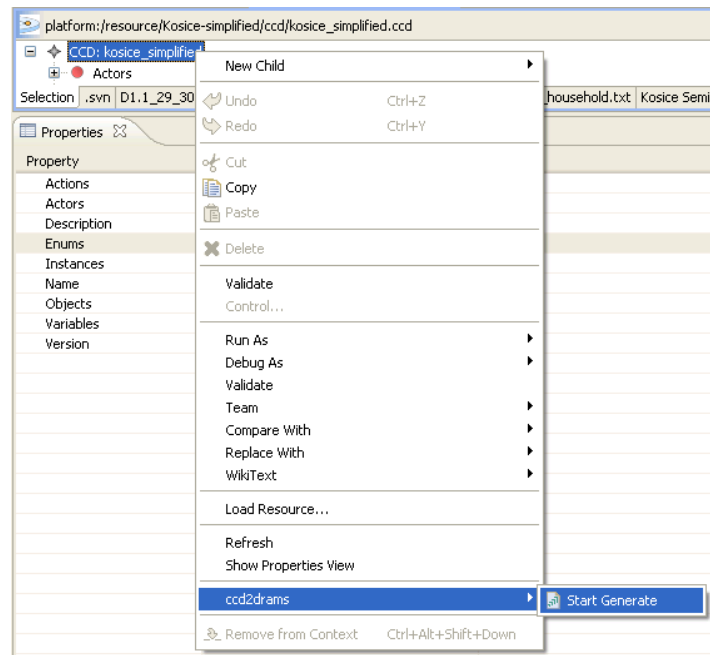 platform:/resource/Kosice-simplified/ccd/kosice_simplified.ccd
CCD: kosice_simplified
Actors
Selection .svn D1.1_29_30 _household.txt Kosice Semi
Properties
Property
Actions
Actors
Description
Enums
Instances
Name
Objects
Variables
Version
New Child
Undo Ctrl+Z
Redo Ctrl+Y
Cut
Copy
Paste
Delete
Validate
Control...
Run As
Debug As
Validate
Team
Compare With
Replace With
WikiText
Load Resource...
Refresh
Show Properties View
ccd2drams
Start Generate
Remove from Context Ctrl+Alt+Shift+Down